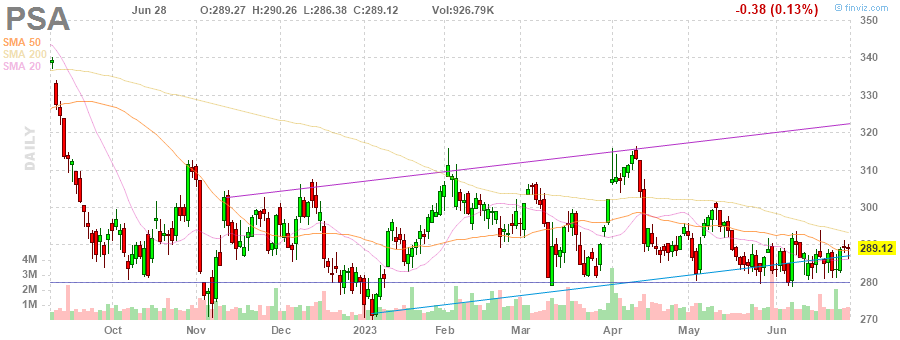 PSA Jun 28 O:289.27 H:290.26 L:286.38 C:289.12 Vol:926.79K -0.38 (0.13%) © finviz.com
SMA 50
SMA 200
SMA 20
DAILY
350
340
330
320
310
300
289.12
290
280
270
4M
3M
2M
1M
Oct Nov Dec 2023 Feb Mar Apr May Jun